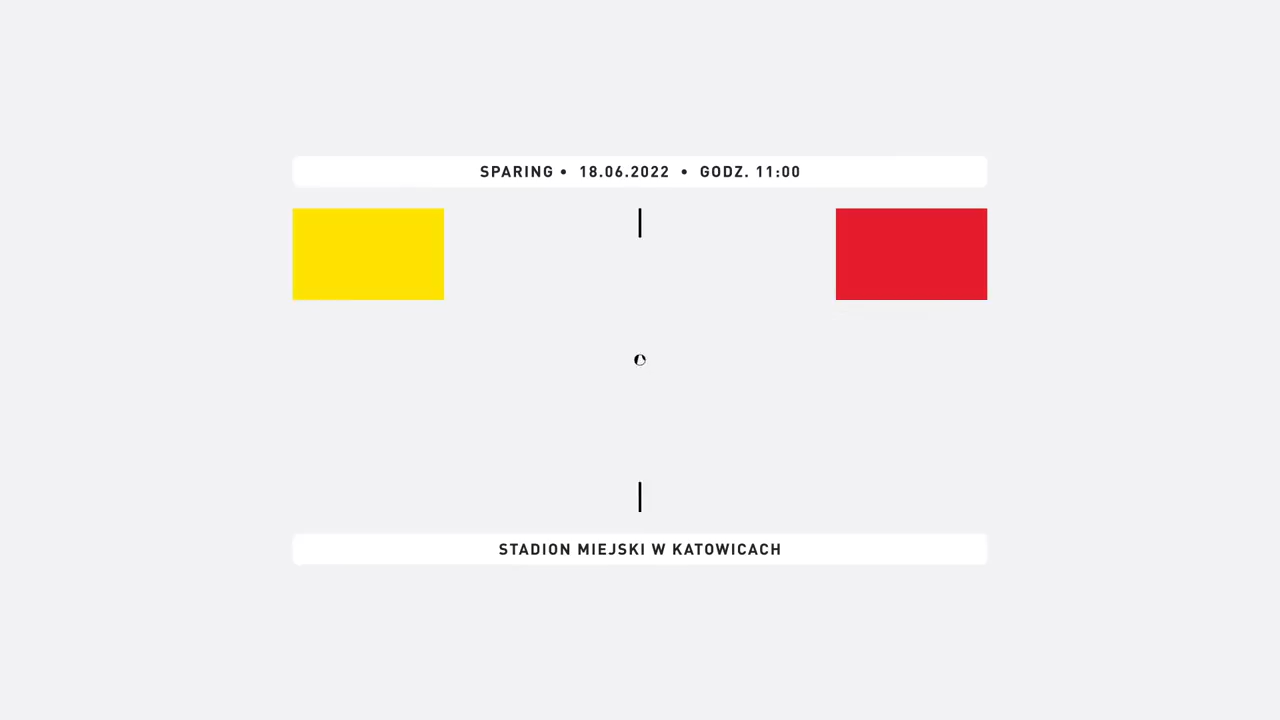 SPARING • 18.06.2022 • GODZ. 11:00
STADION MIEJSKI W KATOWICACH